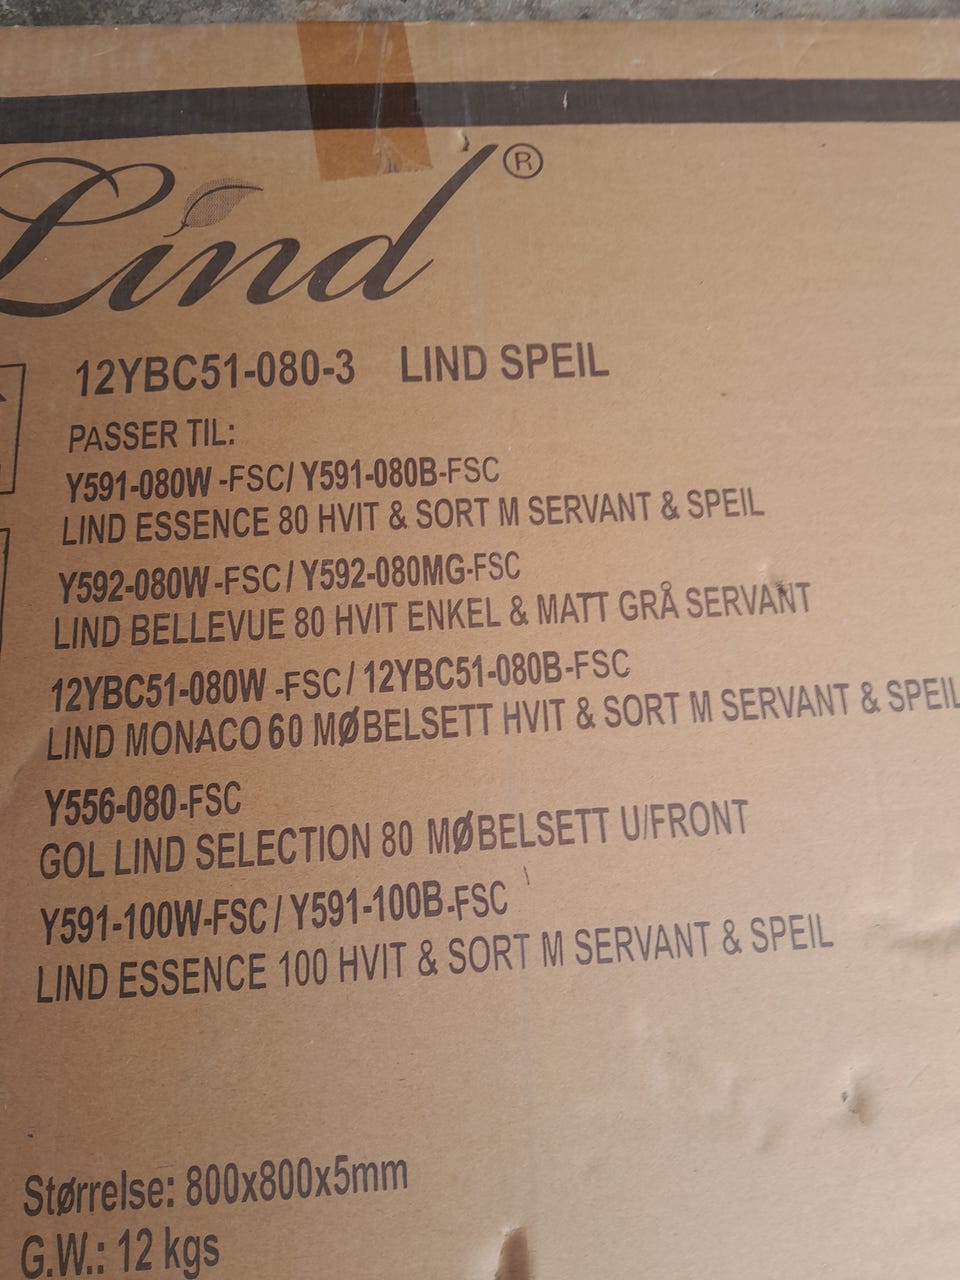 Lind ®
12YBC51-080-3 LIND SPEIL
PASSER TIL:
Y591-080W -FSC/ Y591-080B-FSC
LIND ESSENCE 80 HVIT & SORT M SERVANT & SPEIL
Y592-080W-FSC/ Y592-080MG-FSC
LIND BELLEVUE 80 HVIT ENKEL & MATT GRÅ SERVANT
12YBC51-080W -FSC/ 12YBC51-080B-FSC
LIND MONACO 60 MØBELSETT HVIT & SORT M SERVANT & SPEIL
Y556-080-FSC
GOL LIND SELECTION 80 MØBELSETT U/FRONT
Y591-100W-FSC/ Y591-100B-FSC
LIND ESSENCE 100 HVIT & SORT M SERVANT & SPEIL
Størrelse: 800x800x5mm
G.W.: 12 kgs